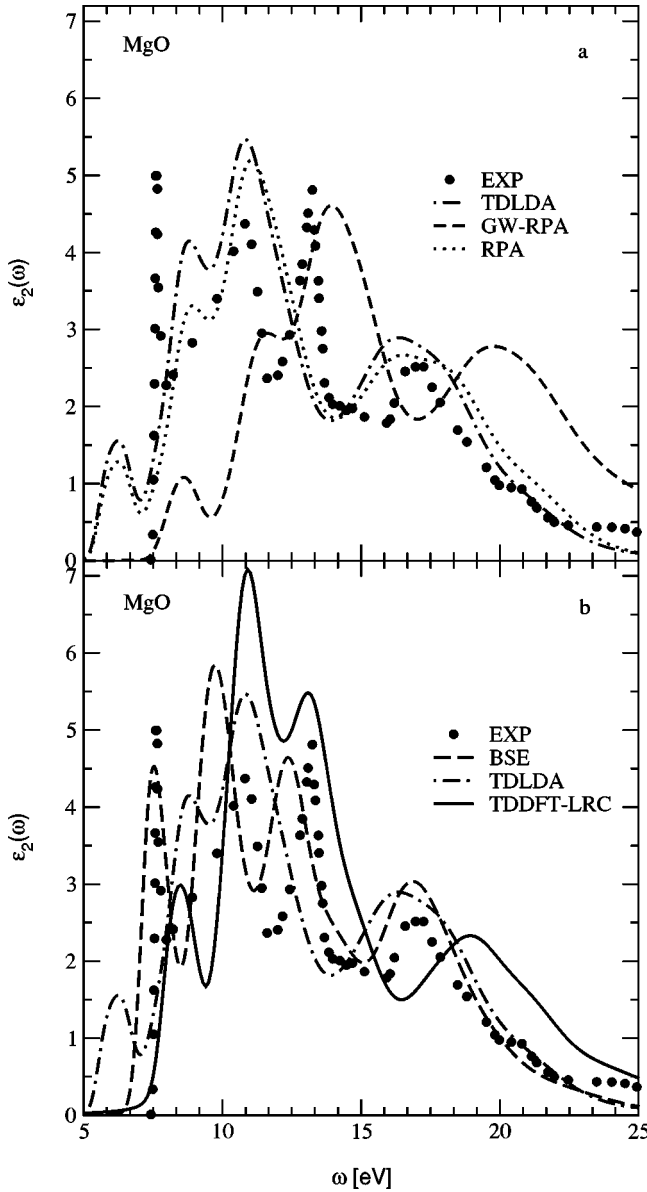 7
MgO
a
6
5
EXP
TDLDA
4
GW-RPA
RPA
ε₂(ω)
3
2
1
0
7
MgO
b
6
5
EXP
BSE
TDLDA
4
TDDFT-LRC
ε₂(ω)
3
2
1
0
5 10 15 20 25
ω [eV]